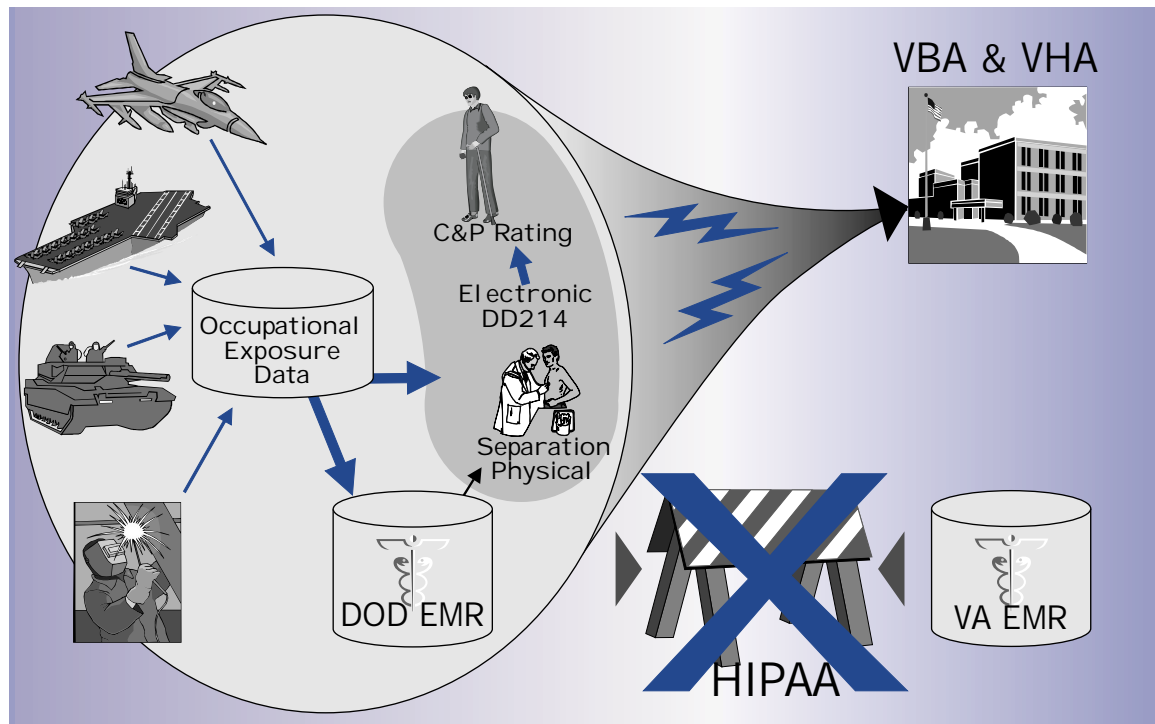 VBA & VHA
C&P Rating
Electronic
DD214
Occupational
Exposure
Data
Separation
Physical
DOD EMR
HIPAA
VA EMR